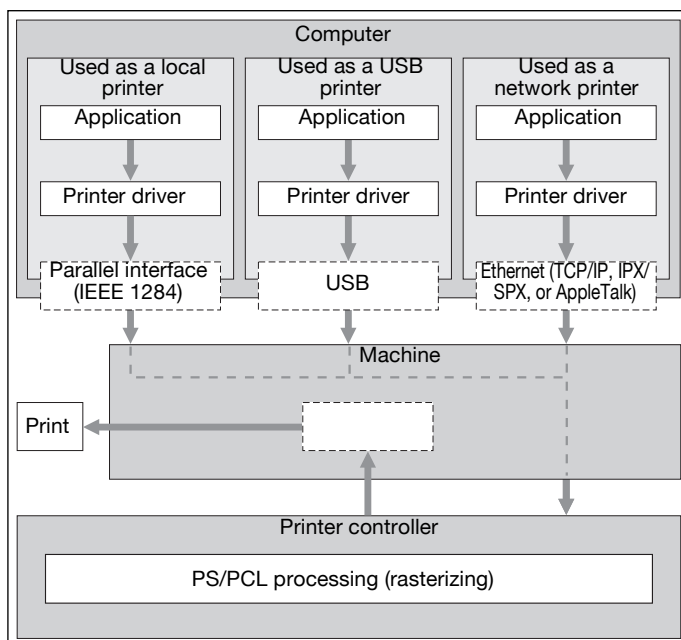 Computer
Used as a local
printer
Application
Printer driver
Parallel interface
(IEEE 1284)
Used as a USB
printer
Application
Printer driver
USB
Used as a
network printer
Application
Printer driver
Ethernet (TCP/IP, IPX/
SPX, or AppleTalk)
Machine
Print
Printer controller
PS/PCL processing (rasterizing)